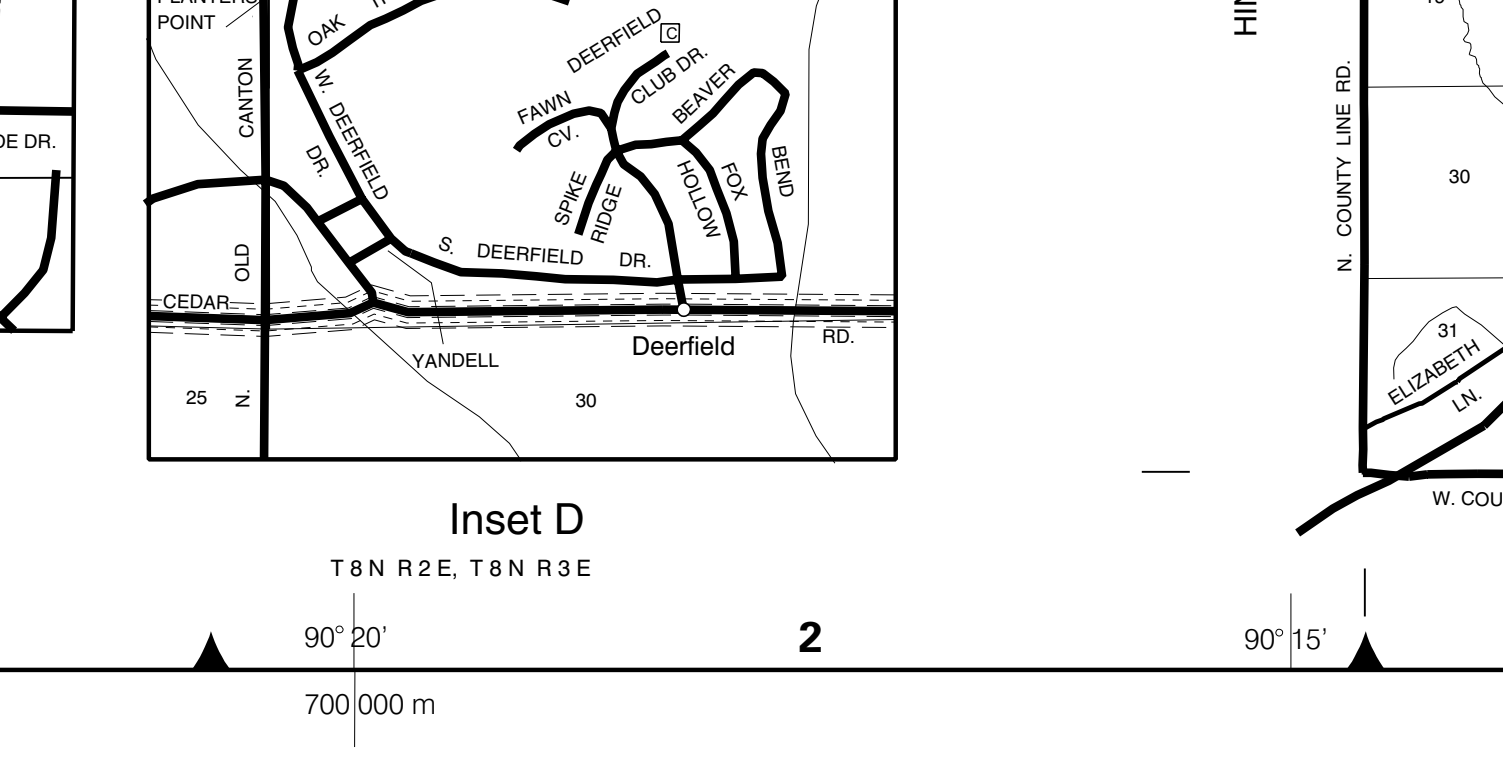 POINT
OAK
CANTON
OLD
N.
W. DEERFIELD
DR.
DEERFIELD
C
CLUB DR.
FAWN
CV.
BEAVER
BEND
SPIKE
RIDGE
HOLLOW
FOX
S. DEERFIELD DR.
CEDAR
RD.
Deerfield
YANDELL
25
30
DE DR.
N. COUNTY LINE RD.
30
31
ELIZABETH
LN.
W. COU
HIN
Inset D
T 8 N R 2 E, T 8 N R 3 E
90° 20’
2
90° 15’
700 000 m